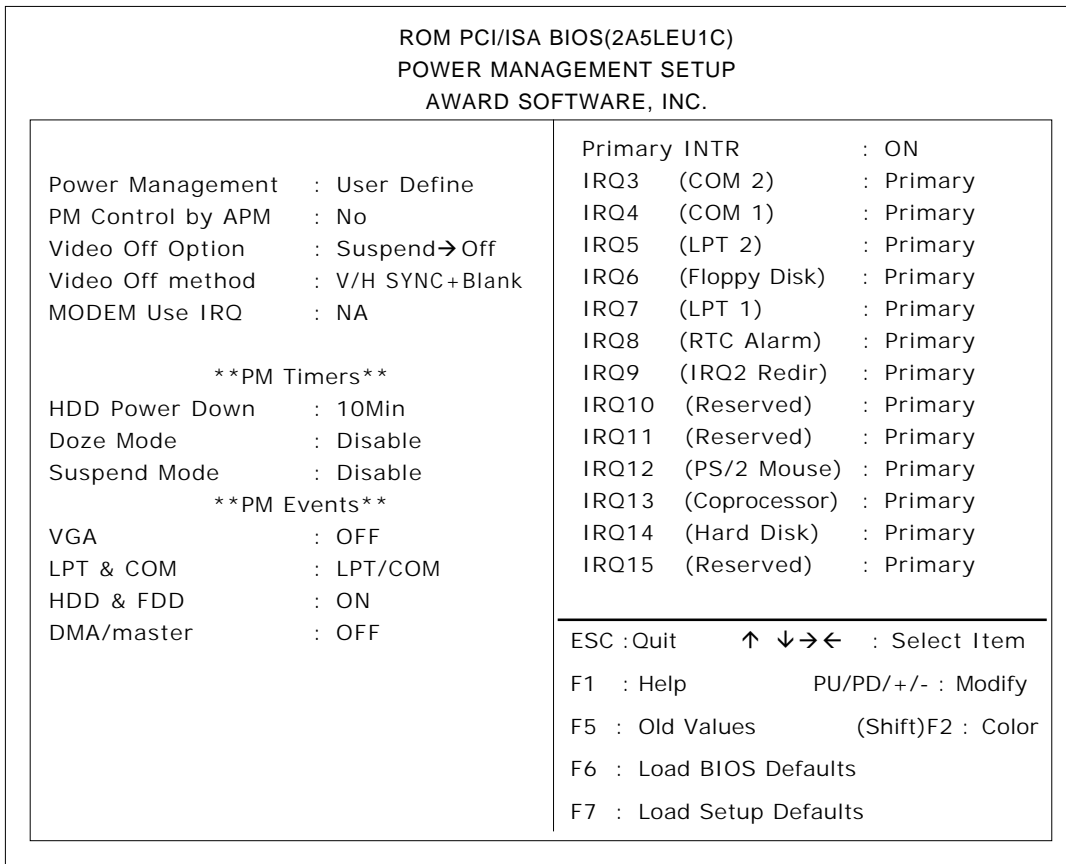 ROM PCI/ISA BIOS(2A5LEU1C)
POWER MANAGEMENT SETUP
AWARD SOFTWARE, INC.
Power Management : User Define
PM Control by APM : No
Video Off Option : Suspend→Off
Video Off method : V/H SYNC+Blank
MODEM Use IRQ : NA
**PM Timers**
HDD Power Down : 10Min
Doze Mode : Disable
Suspend Mode : Disable
**PM Events**
VGA : OFF
LPT & COM : LPT/COM
HDD & FDD : ON
DMA/master : OFF
Primary INTR : ON
IRQ3 (COM 2) : Primary
IRQ4 (COM 1) : Primary
IRQ5 (LPT 2) : Primary
IRQ6 (Floppy Disk) : Primary
IRQ7 (LPT 1) : Primary
IRQ8 (RTC Alarm) : Primary
IRQ9 (IRQ2 Redir) : Primary
IRQ10 (Reserved) : Primary
IRQ11 (Reserved) : Primary
IRQ12 (PS/2 Mouse) : Primary
IRQ13 (Coprocessor) : Primary
IRQ14 (Hard Disk) : Primary
IRQ15 (Reserved) : Primary
ESC :Quit ↑ ↓→← : Select Item
F1 : Help PU/PD/+/- : Modify
F5 : Old Values (Shift)F2 : Color
F6 : Load BIOS Defaults
F7 : Load Setup Defaults